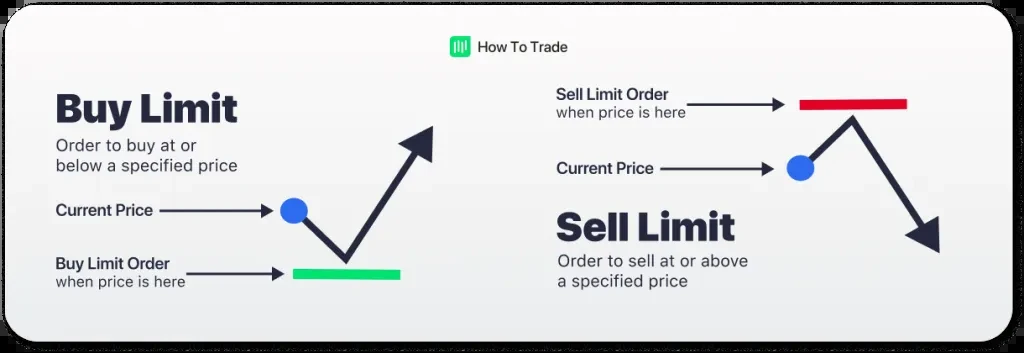 How To Trade
Buy Limit
Order to buy at or
below a specified price
Current Price
Buy Limit Order
when price is here
Sell Limit Order
when price is here
Current Price
Sell Limit
Order to sell at or above
a specified price